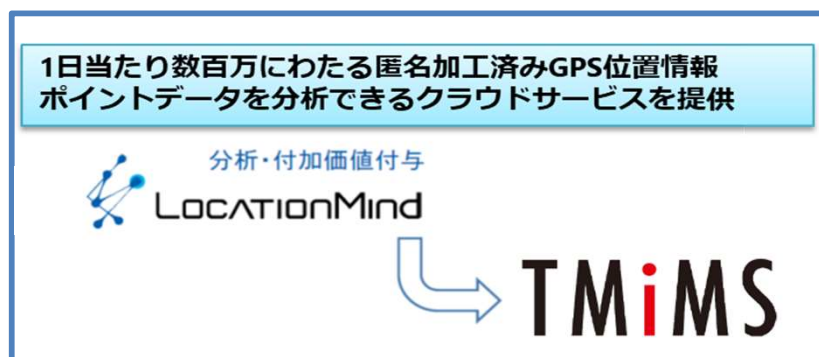 1日当たり数百万にわたる匿名加工済みGPS位置情報
ポイントデータを分析できるクラウドサービスを提供
分析・付加価値付与
LOCATIONMIND
TMiMS